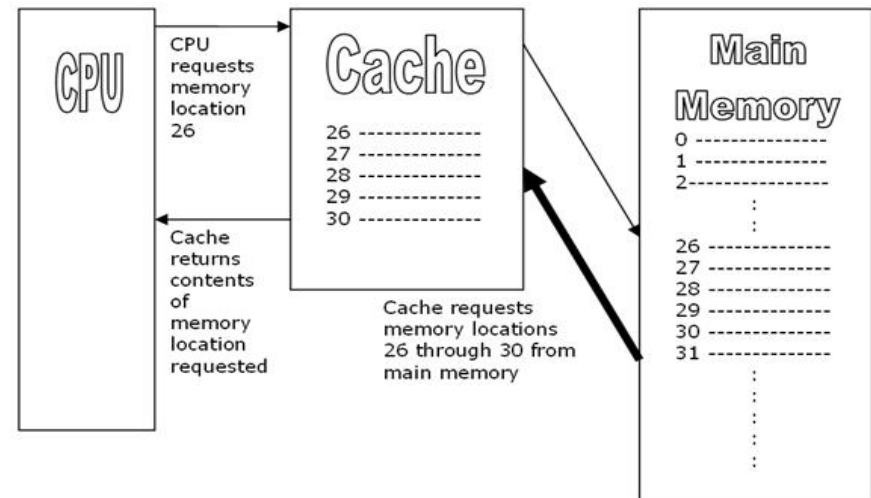 CPU
CPU
requests
memory
location
26
Cache
returns
contents
of
memory
location
requested
Cache
26 ---------------
27 ---------------
28 ---------------
29 ---------------
30 ---------------
Cache requests
memory locations
26 through 30 from
main memory
Main
Memory
0 ----------------
1 ----------------
2-----------------
:
:
26 ---------------
27 ---------------
28 ---------------
29 ---------------
30 ---------------
31 ---------------
:
:
:
:
: